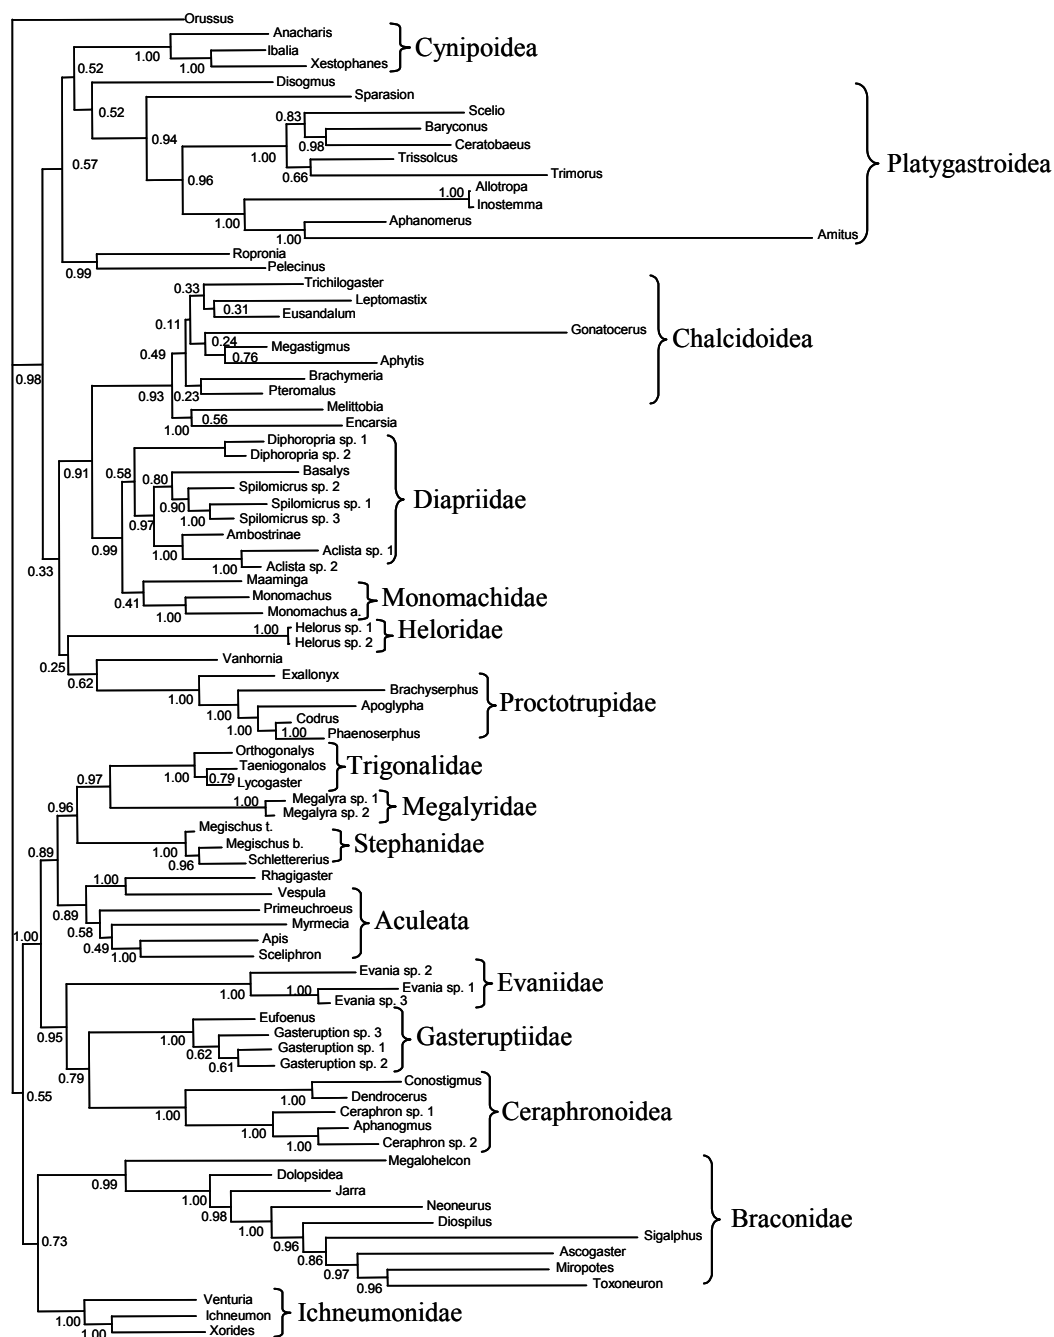 Orussus
Anacharis
Ibalia
1.00
Xestophanes
1.00
Cynipoidea
0.52
Disogmus
Sparasion
0.52
Scelio
0.83
Baryconus
0.94
0.98
Ceratobaeus
1.00
Trissolcus
0.57
Trimorus
0.66
0.96
Allotropa
1.00
Inostemma
1.00
Aphanomerus
1.00
Amitus
Platygastroidea
Ropronia
0.99
Pelecinus
Trichilogaster
0.33
Leptomastix
0.31
Eusandalum
0.11
Gonatocerus
0.24
Megastigmus
0.49
0.76
Aphytis
0.98
Brachymeria
0.93
0.23
Pteromalus
Melittobia
0.56
1.00
Encarsia
Chalcidoidea
Diphoropria sp. 1
Diphoropria sp. 2
0.91
0.58
Basalys
0.80
Spilomicrus sp. 2
0.90
Spilomicrus sp. 1
1.00
Spilomicrus sp. 3
0.97
Ambostrinae
0.99
1.00
Aclista sp. 1
1.00
Aclista sp. 2
Diapriidae
0.33
Maaminga
Monomachus
0.41
1.00
Monomachus a.
Monomachidae
1.00
Helorus sp. 1
Helorus sp. 2
Heloridae
0.25
Vanhornia
0.62
Exallonyx
1.00
Brachyserphus
1.00
Apoglypha
Codrus
1.00
1.00
Phaenoserphus
Proctotrupidae
Orthogonalys
Taeniogonalos
1.00
0.79
Lycogaster
Trigonalidae
0.97
1.00
Megalyra sp. 1
Megalyra sp. 2
Megalyridae
0.96
Megischus t.
Megischus b.
1.00
0.96
Schlettererius
Stephanidae
0.89
1.00
Rhagigaster
Vespula
0.89
Primeuchroeus
0.58
Myrmecia
0.49
Apis
1.00
Sceliphron
Aculeata
1.00
Evania sp. 2
1.00
1.00
Evania sp. 1
Evania sp. 3
Evaniidae
0.95
Eufoenus
1.00
Gasteruption sp. 3
0.62
Gasteruption sp. 1
0.61
Gasteruption sp. 2
Gasteruptiidae
0.79
Conostigmus
1.00
Dendrocerus
1.00
Ceraphron sp. 1
1.00
Aphanogmus
1.00
Ceraphron sp. 2
Ceraphronoidea
0.55
Megalohelcon
0.99
Dolopsidea
1.00
Jarra
0.98
Neoneurus
1.00
Diospilus
0.96
Sigalphus
0.86
Ascogaster
0.97
Miropotes
0.96
Toxoneuron
Braconidae
0.73
Venturia
1.00
Ichneumon
1.00
Xorides
Ichneumonidae